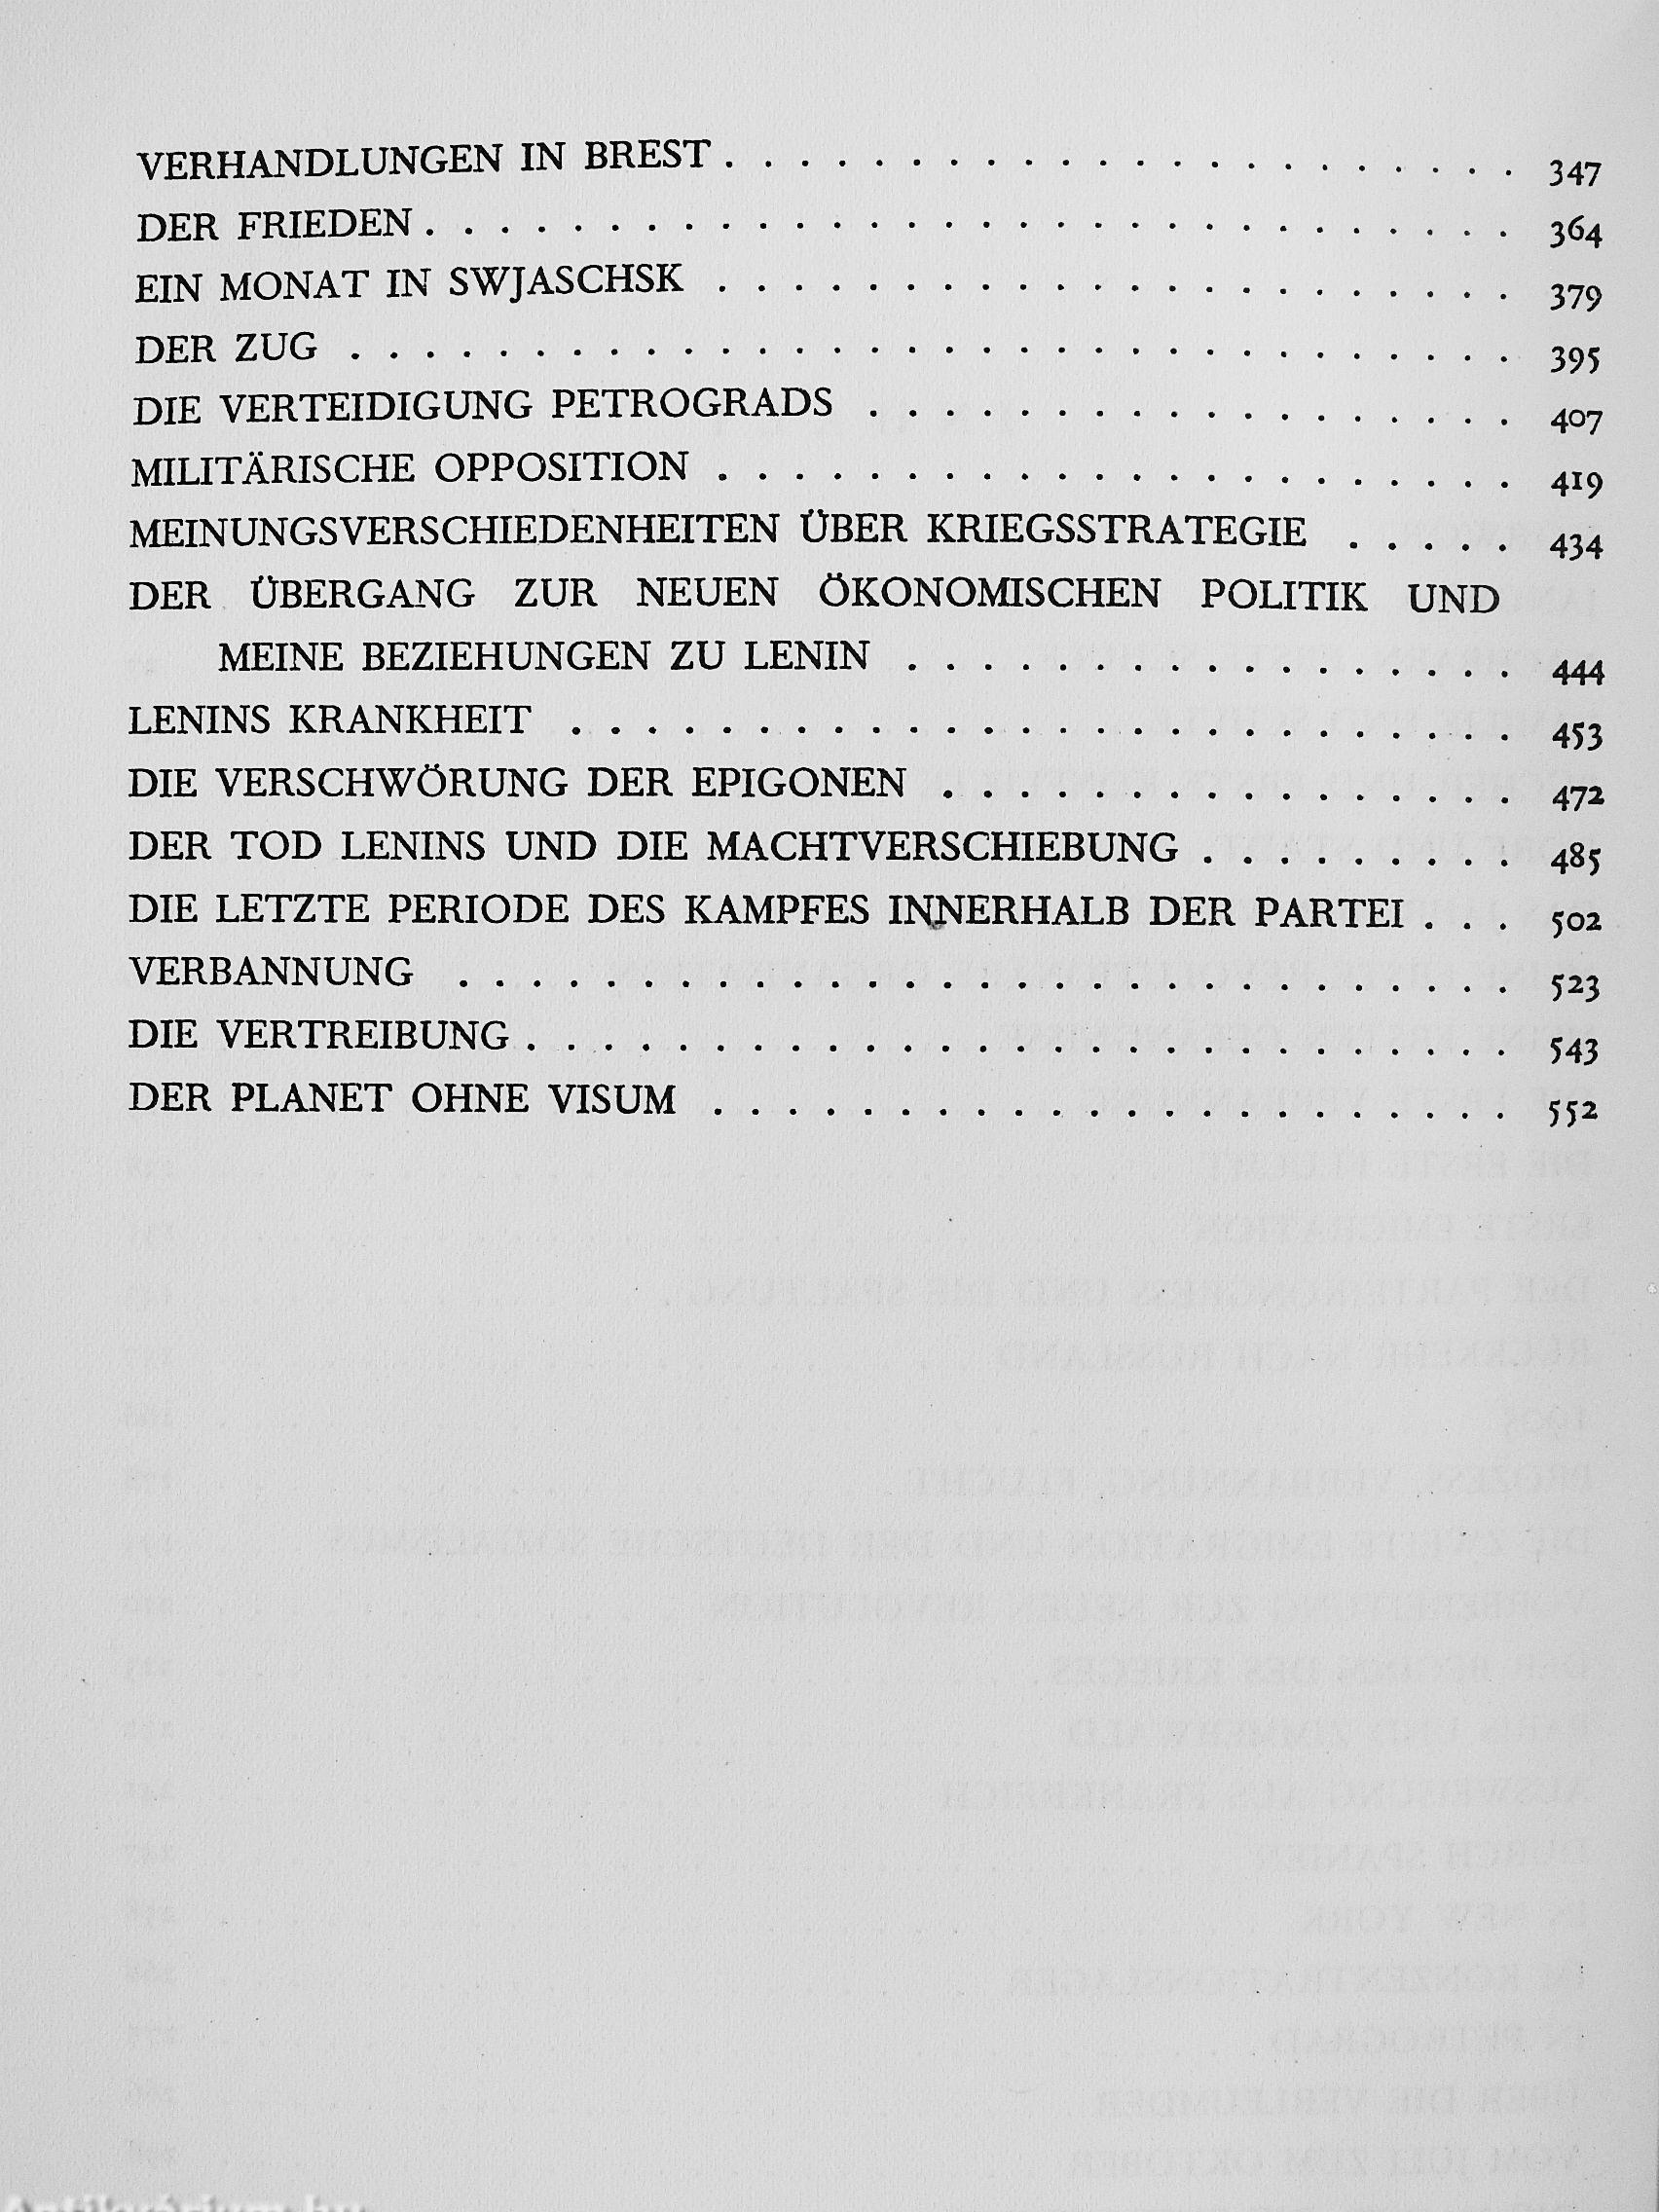 VERHANDLUNGEN IN BREST . . . . . . . . . . . . . . . . . . . . . . 347
DER FRIEDEN . . . . . . . . . . . . . . . . . . . . . . . . . . . . . . 364
EIN MONAT IN SWJASCHSK . . . . . . . . . . . . . . . . . . . . . . 379
DER ZUG . . . . . . . . . . . . . . . . . . . . . . . . . . . . . . . . 395
DIE VERTEIDIGUNG PETROGRADS . . . . . . . . . . . . . . . . . . 407
MILITÄRISCHE OPPOSITION . . . . . . . . . . . . . . . . . . . . . . 419
MEINUNGSVERSCHIEDENHEITEN ÜBER KRIEGSSTRATEGIE . . . . . 434
DER ÜBERGANG ZUR NEUEN ÖKONOMISCHEN POLITIK UND
MEINE BEZIEHUNGEN ZU LENIN . . . . . . . . . . . . . . . . . 444
LENINS KRANKHEIT . . . . . . . . . . . . . . . . . . . . . . . . . . 453
DIE VERSCHWÖRUNG DER EPIGONEN . . . . . . . . . . . . . . . . 472
DER TOD LENINS UND DIE MACHTVERSCHIEBUNG . . . . . . . . . 485
DIE LETZTE PERIODE DES KAMPFES INNERHALB DER PARTEI . . . 502
VERBANNUNG . . . . . . . . . . . . . . . . . . . . . . . . . . . . . 523
DIE VERTREIBUNG . . . . . . . . . . . . . . . . . . . . . . . . . . . 543
DER PLANET OHNE VISUM . . . . . . . . . . . . . . . . . . . . . . 552